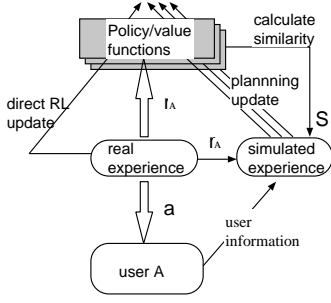 Policy/value
functions
calculate
similarity
direct RL
update
rA
plannning
update
S
real
experience
rA
simulated
experience
a
user
information
user A